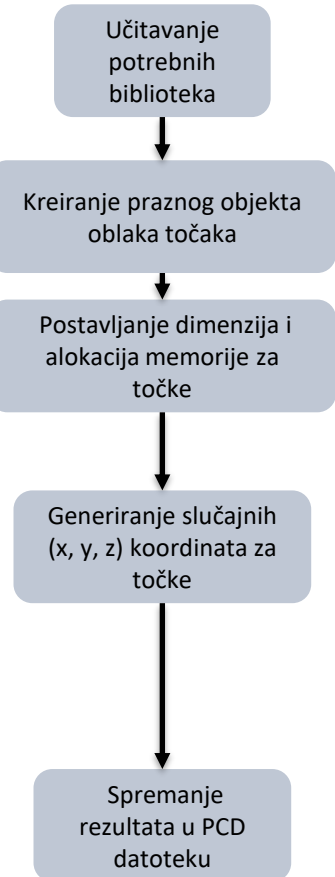 Učitavanje
potrebnih
biblioteka
Kreiranje praznog objekta
oblaka točaka
Postavljanje dimenzija i
alokacija memorije za
točke
Generiranje slučajnih
(x, y, z) koordinata za
točke
Spremanje
rezultata u PCD
datoteku